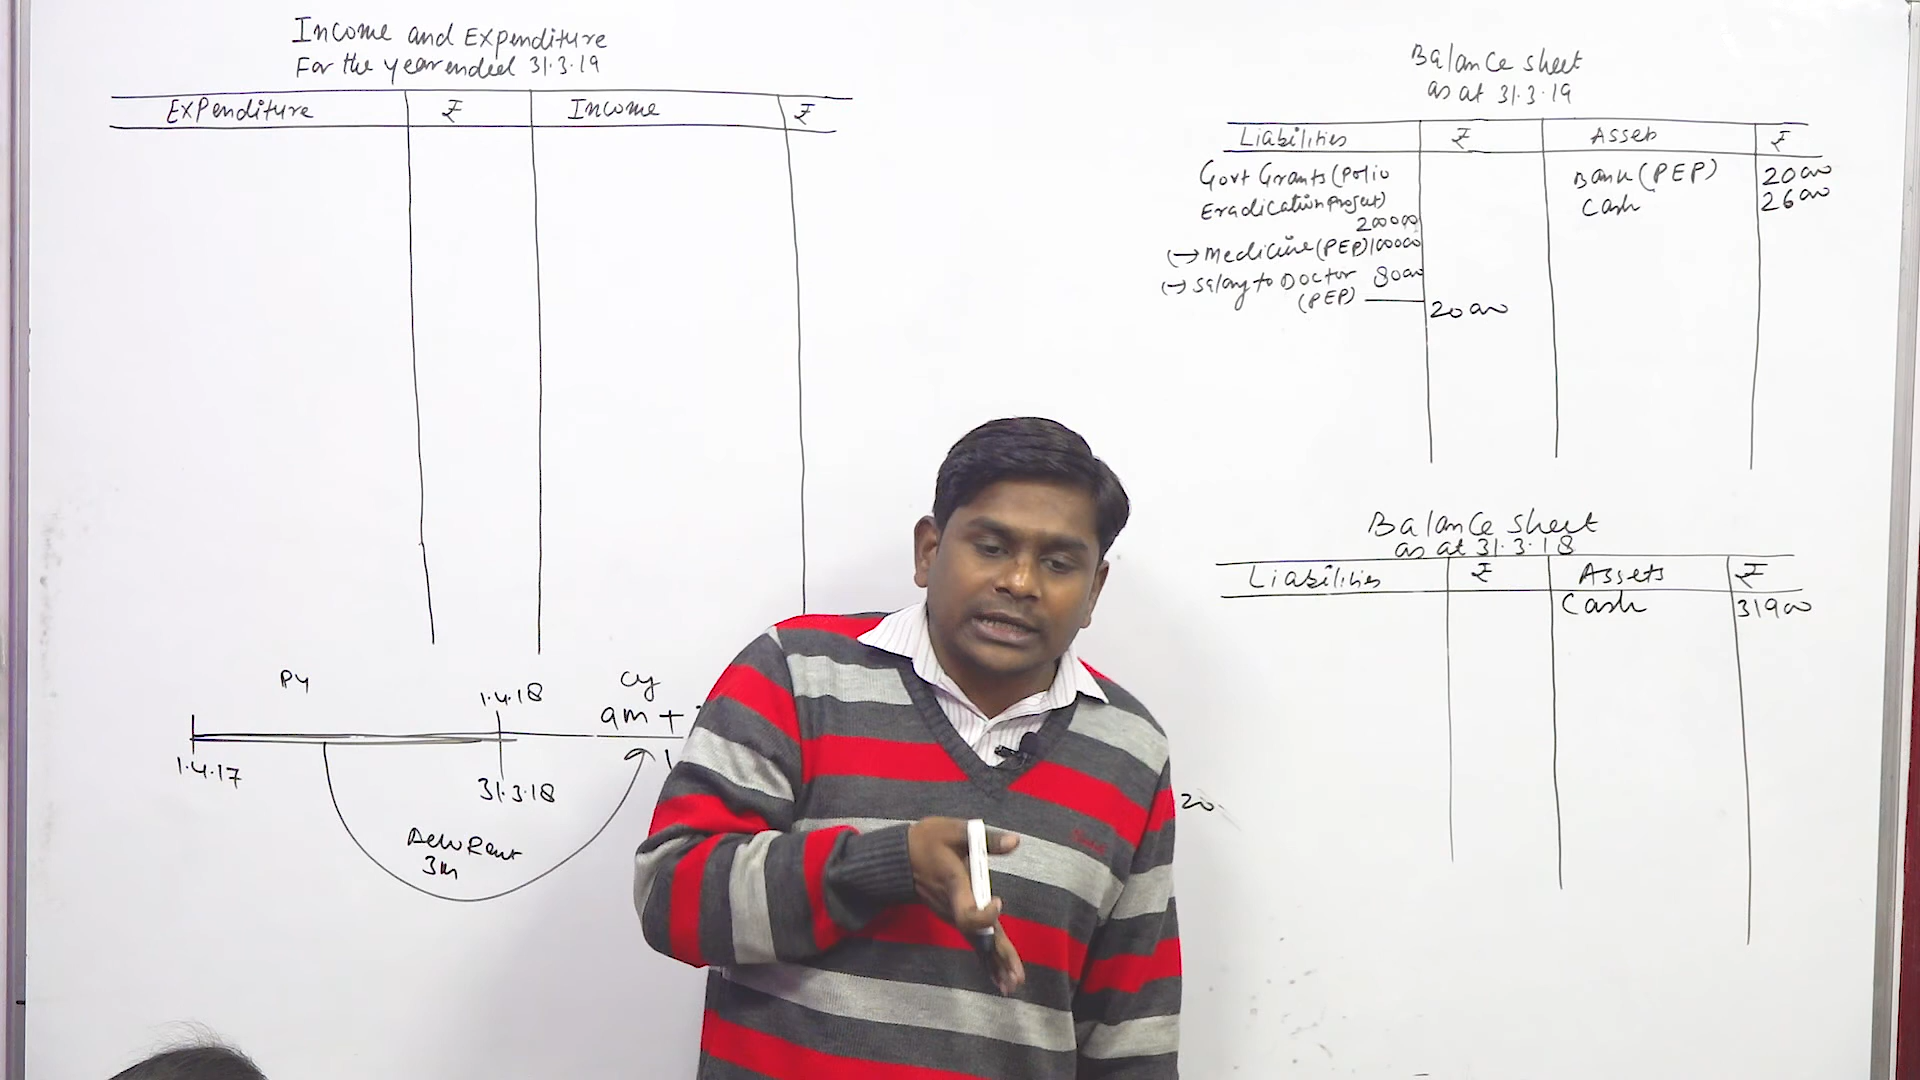 Income and Expenditure
For the year ended 31.3.19
Expenditure ₹ Income ₹
PY
1.4.18
CY
am +
1.4.17
31.3.18
3m
Balance sheet
as at 31.3.19
Liabilities ₹ Assets ₹
Govt Grants (Polio Bank (PEP) 20000
Eradication Project) Cash 26000
200000
(→ Medicine (PEP) 100000
(→ Salary to Doctor 80000
(PEP)
20000
Balance sheet
as at 31.3.18
Liabilities ₹ Assets ₹
Cash 31900
20